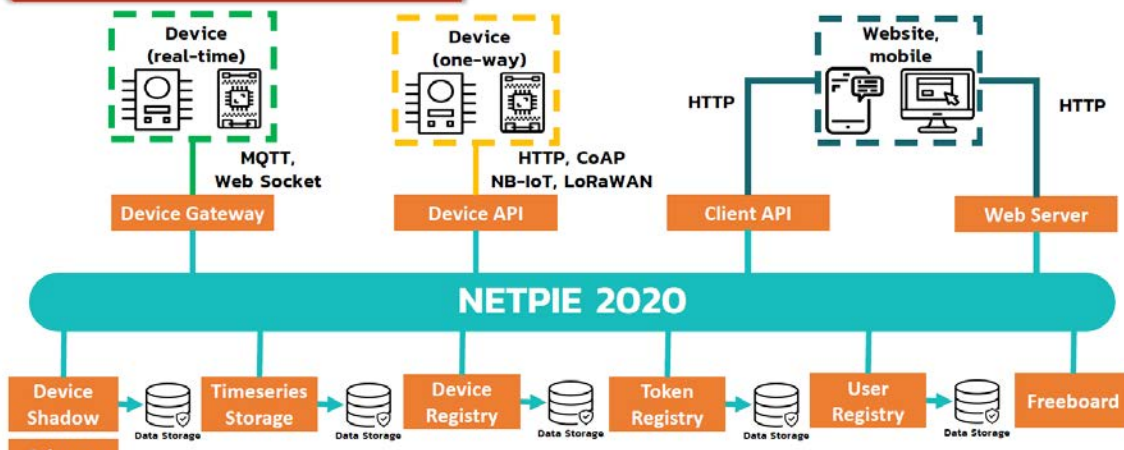 Device
(real-time)
Device
(one-way)
Website,
mobile
HTTP
HTTP
MQTT,
Web Socket
HTTP, CoAP
NB-IoT, LoRaWAN
Device Gateway
Device API
Client API
Web Server
NETPIE 2020
Device
Shadow
Data Storage
Timeseries
Storage
Data Storage
Device
Registry
Data Storage
Token
Registry
Data Storage
User
Registry
Data Storage
Freeboard